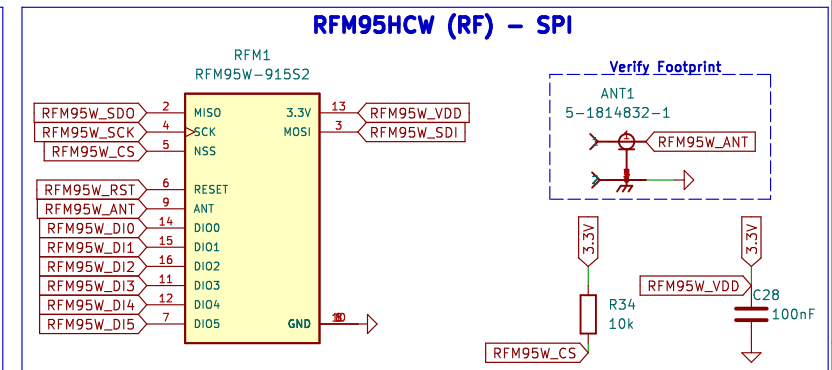 RFM95HCW (RF) - SPI
RFM1
RFM95W-915S2
RFM95W_SDO 2 MISO
RFM95W_SCK 4 SCK
RFM95W_CS 5 NSS
RFM95W_RST 6 RESET
RFM95W_ANT 9 ANT
RFM95W_DI0 14 DIO0
RFM95W_DI1 15 DIO1
RFM95W_DI2 16 DIO2
RFM95W_DI3 11 DIO3
RFM95W_DI4 12 DIO4
RFM95W_DI5 7 DIO5
3.3V 13 RFM95W_VDD
MOSI 3 RFM95W_SDI
GND
Verify Footprint
ANT1
5-1814832-1
1
RFM95W_ANT
3.3V
R34
10k
RFM95W_CS
3.3V
RFM95W_VDD
C28
100nF